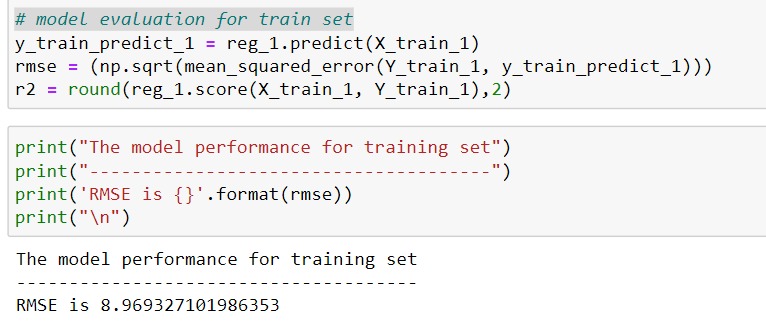 # model evaluation for train set
y_train_predict_1 = reg_1.predict(X_train_1)
rmse = (np.sqrt(mean_squared_error(Y_train_1, y_train_predict_1)))
r2 = round(reg_1.score(X_train_1, Y_train_1),2)
print("The model performance for training set")
print("--------------------------------------")
print('RMSE is {}'.format(rmse))
print("\n")
The model performance for training set
--------------------------------------
RMSE is 8.969327101986353